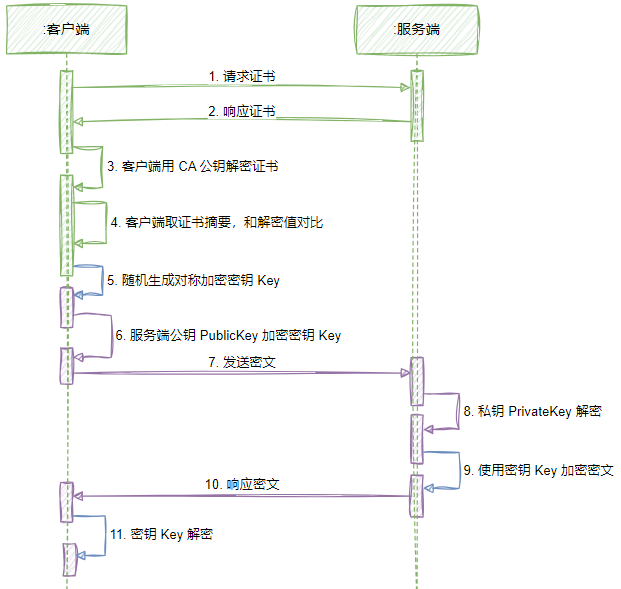 :客户端
:服务端
1. 请求证书
2. 响应证书
3. 客户端用 CA 公钥解密证书
4. 客户端取证书摘要，和解密值对比
5. 随机生成对称加密密钥 Key
6. 服务端公钥 PublicKey 加密密钥 Key
7. 发送密文
8. 私钥 PrivateKey 解密
9. 使用密钥 Key 加密密文
10. 响应密文
11. 密钥 Key 解密